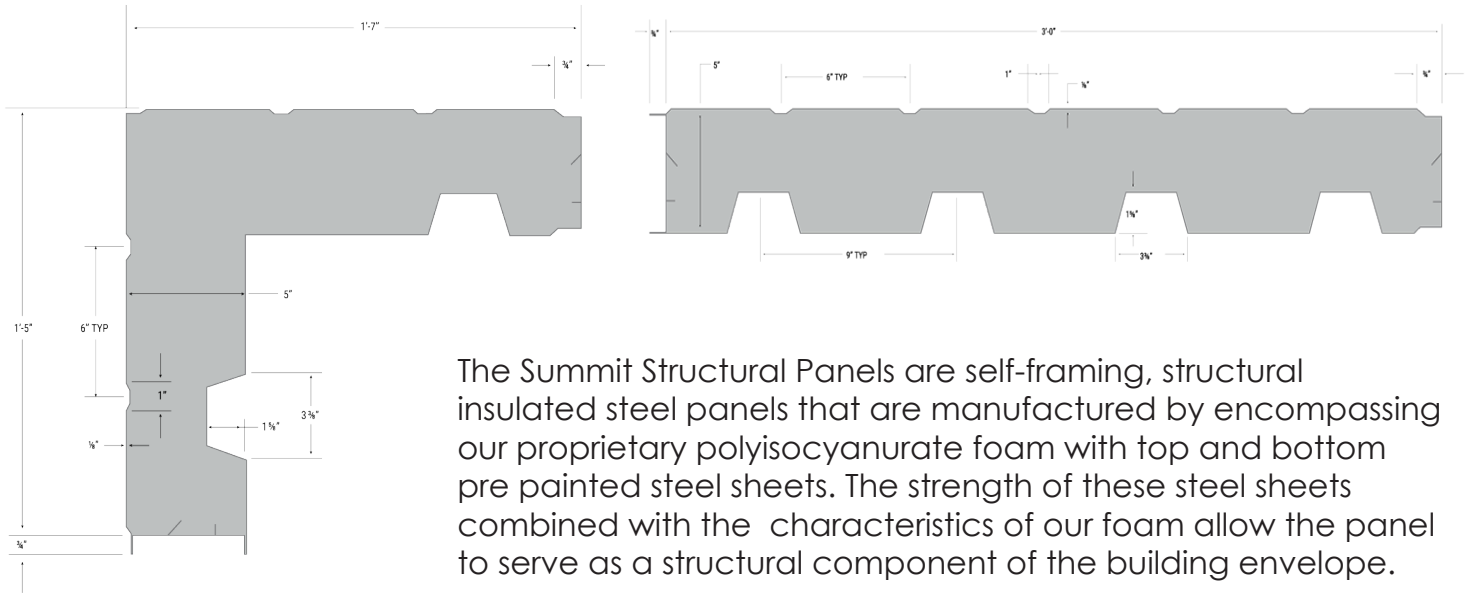 1'-7"
¾"
1'-5"
6" TYP
5"
1"
⅛"
1 ⅝"
3 ⅜"
¾"
3'-0"
5"
6" TYP
1"
⅛"
9" TYP
1⅝"
3⅜"
The Summit Structural Panels are self-framing, structural
insulated steel panels that are manufactured by encompassing
our proprietary polyisocyanurate foam with top and bottom
pre painted steel sheets. The strength of these steel sheets
combined with the  characteristics of our foam allow the panel
to serve as a structural component of the building envelope.